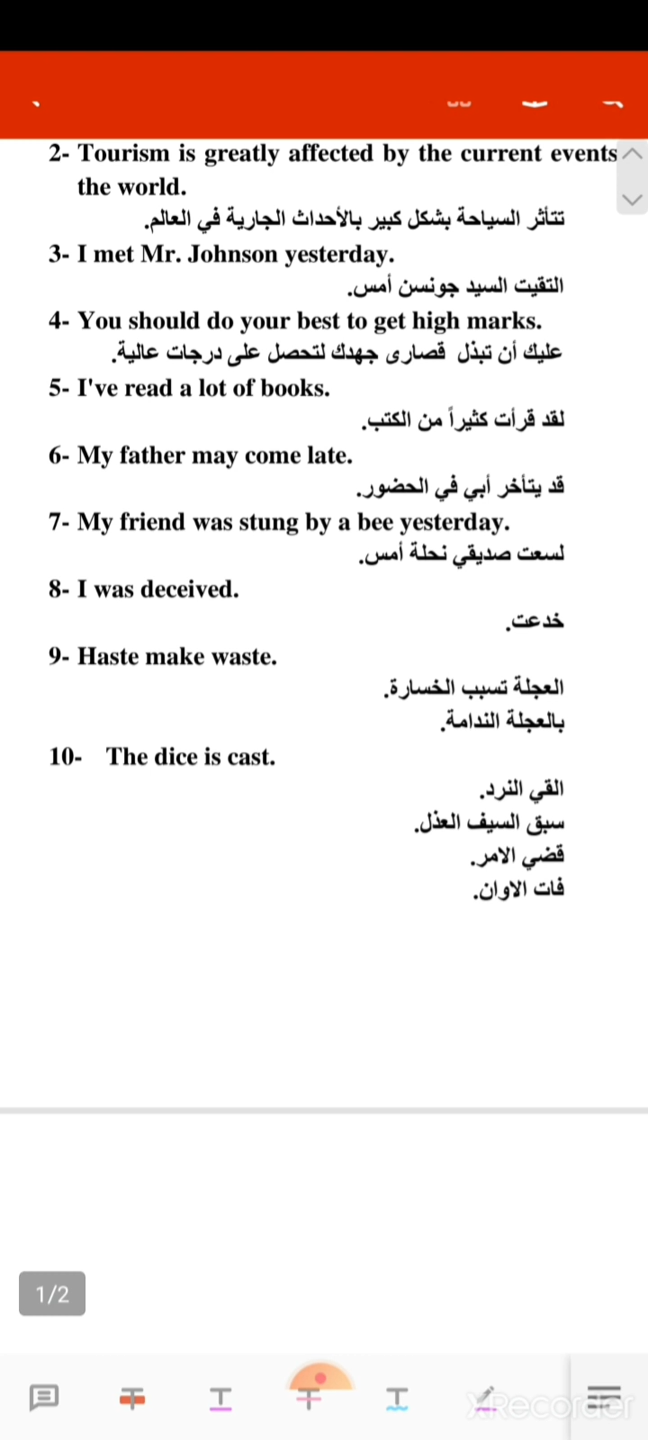 2- Tourism is greatly affected by the current events
the world.
تتأثر السياحة بشكل كبير بالأحداث الجارية في العالم.
3- I met Mr. Johnson yesterday.
التقيت السيد جونسن أمس.
4- You should do your best to get high marks.
عليك أن تبذل قصارى جهدك لتحصل على درجات عالية.
5- I've read a lot of books.
لقد قرأت كثيراً من الكتب.
6- My father may come late.
قد يتأخر أبي في الحضور.
7- My friend was stung by a bee yesterday.
لسعت صديقي نحلة أمس.
8- I was deceived.
خدعت.
9- Haste make waste.
العجلة تسبب الخسارة.
بالعجلة الندامة.
10- The dice is cast.
القي النرد.
سبق السيف العذل.
قضي الامر.
فات الاوان.
1/2
XRecorder